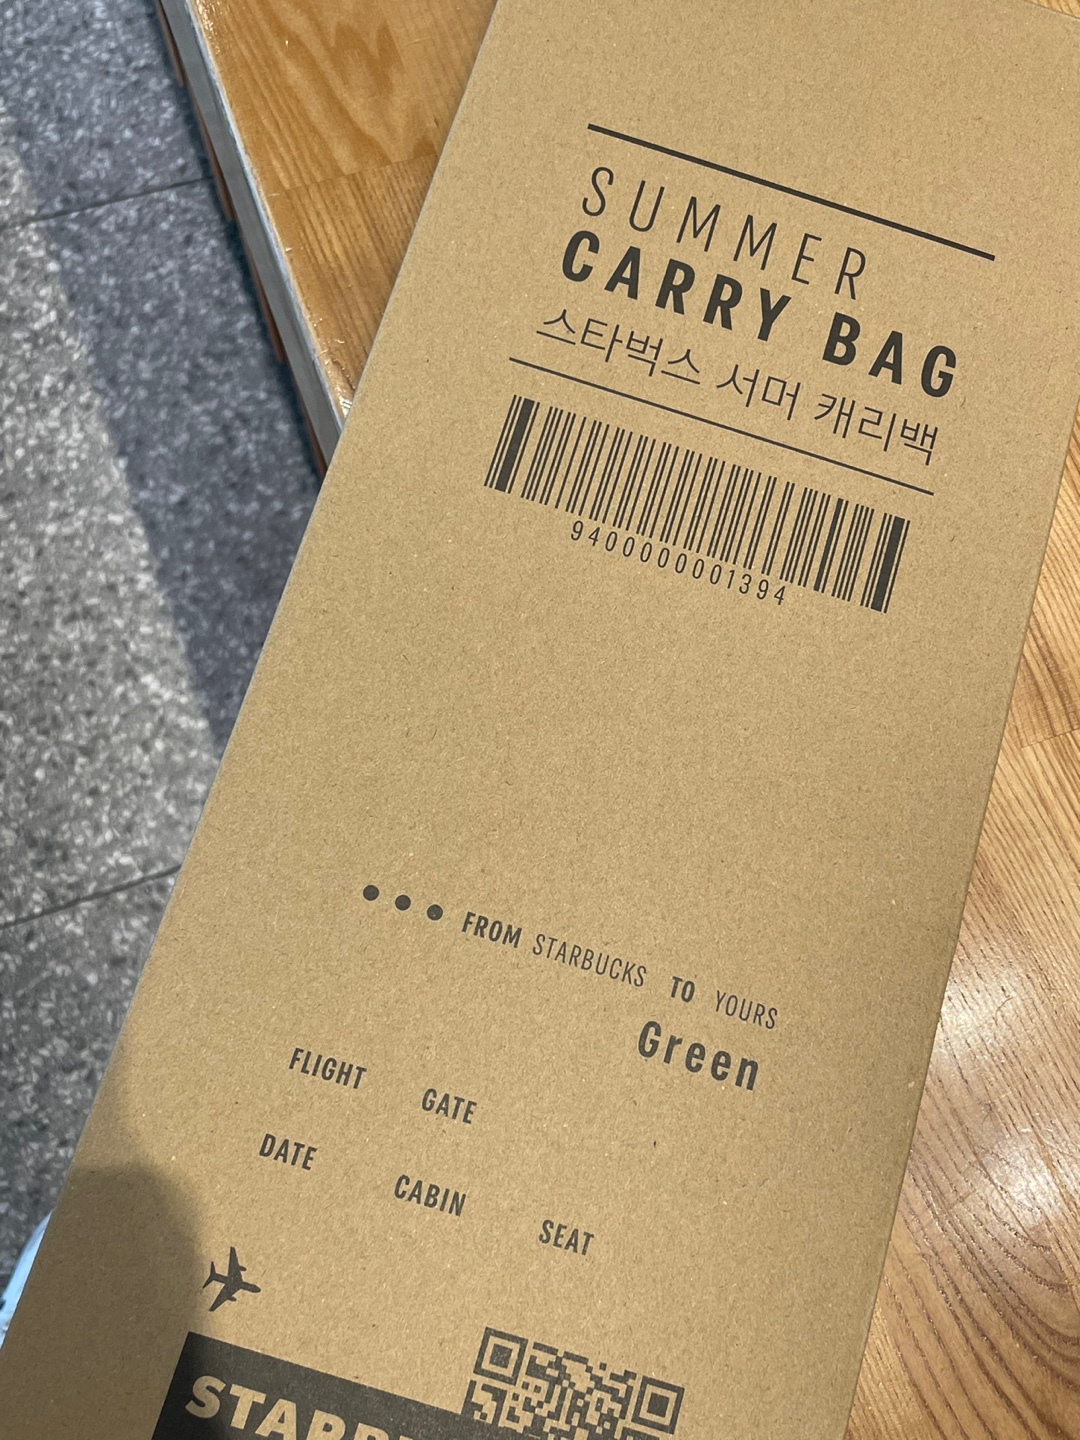 SUMMER
CARRY BAG
스타벅스 서머 캐리백
9400000001394
FROM STARBUCKS TO YOURS
Green
FLIGHT GATE
DATE CABIN SEAT